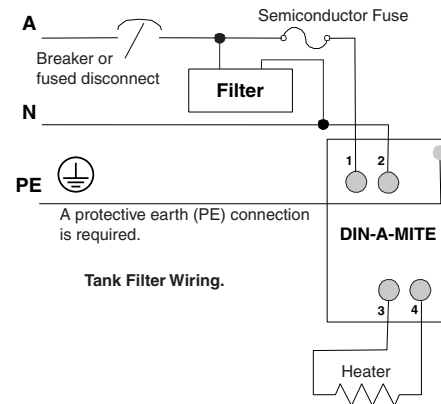 A
Semiconductor Fuse
Breaker or
fused disconnect
Filter
N
1 2
PE
A protective earth (PE) connection
is required.
DIN-A-MITE
Tank Filter Wiring.
3 4
Heater